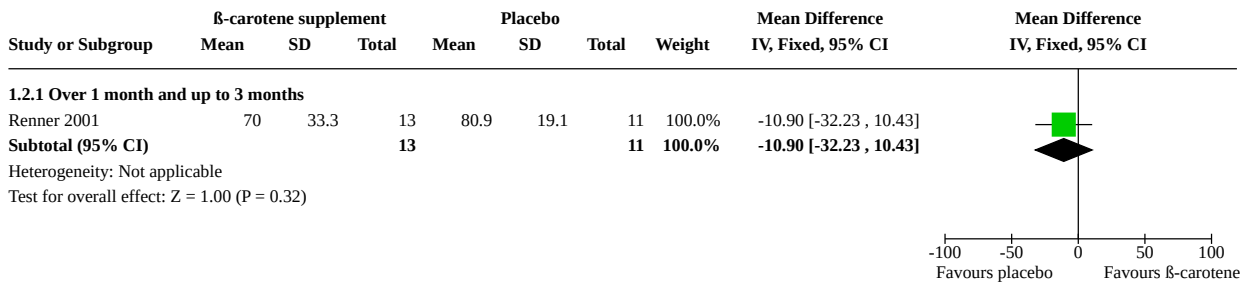 ß-carotene supplement Placebo Mean Difference Mean Difference
Study or Subgroup Mean SD Total Mean SD Total Weight IV, Fixed, 95% CI IV, Fixed, 95% CI
1.2.1 Over 1 month and up to 3 months
Renner 2001 70 33.3 13 80.9 19.1 11 100.0% -10.90 [-32.23 , 10.43]
Subtotal (95% CI) 13 11 100.0% -10.90 [-32.23 , 10.43]
Heterogeneity: Not applicable
Test for overall effect: Z = 1.00 (P = 0.32)
-100 -50 0 50 100
Favours placebo Favours ß-carotene